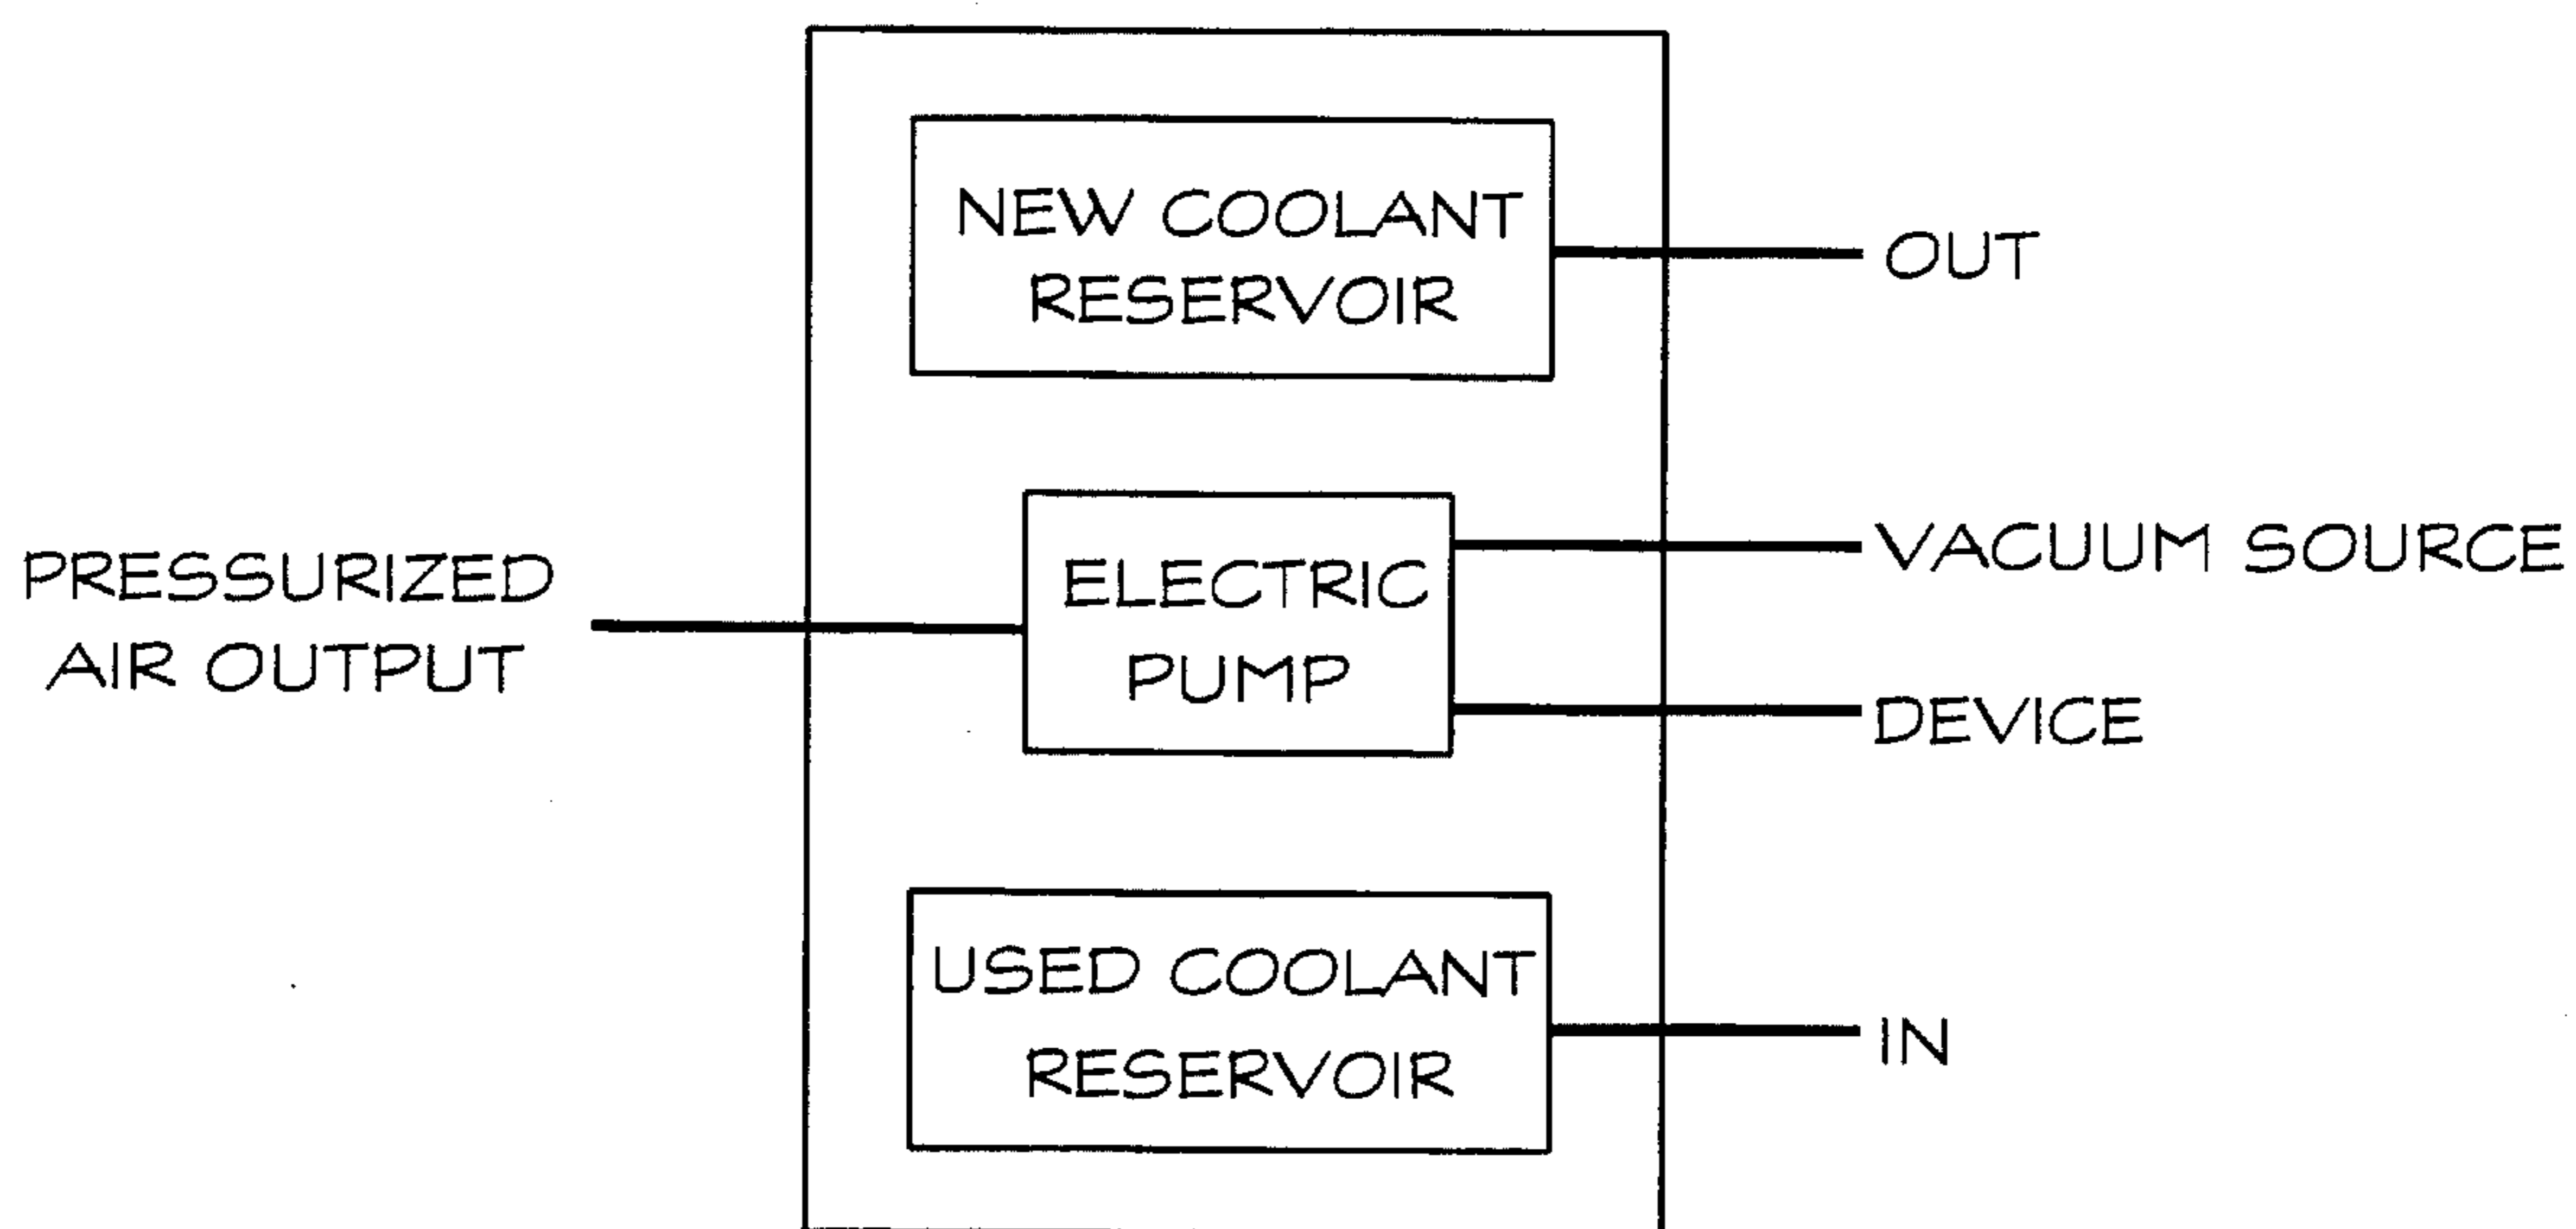 NEW COOLANT
RESERVOIR
OUT
PRESSURIZED
AIR OUTPUT
ELECTRIC
PUMP
VACUUM SOURCE
DEVICE
USED COOLANT
RESERVOIR
IN